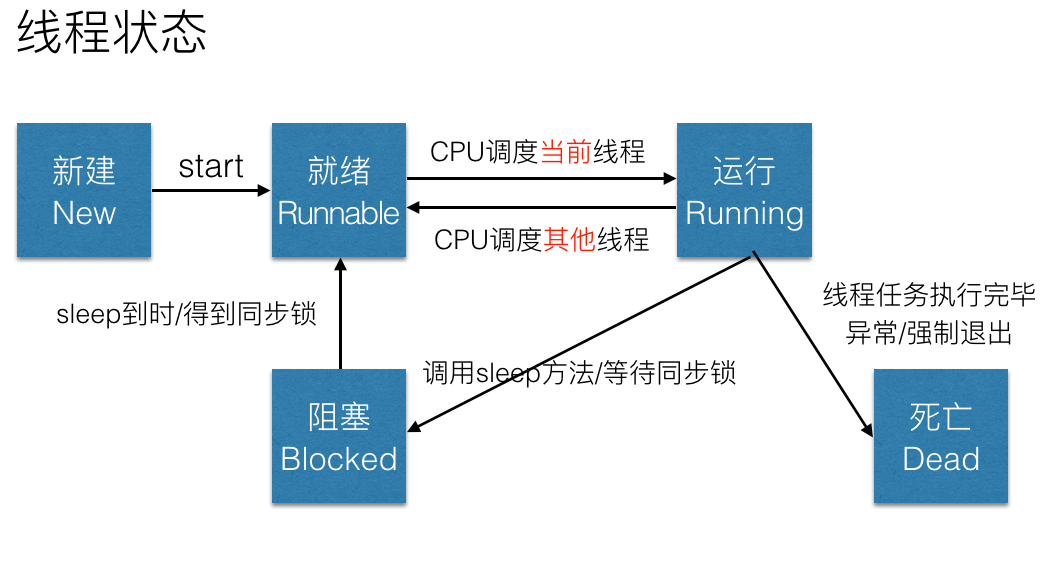 线程状态
新建
New
start
就绪
Runnable
CPU调度当前线程
CPU调度其他线程
运行
Running
sleep到时/得到同步锁
调用sleep方法/等待同步锁
线程任务执行完毕
异常/强制退出
阻塞
Blocked
死亡
Dead